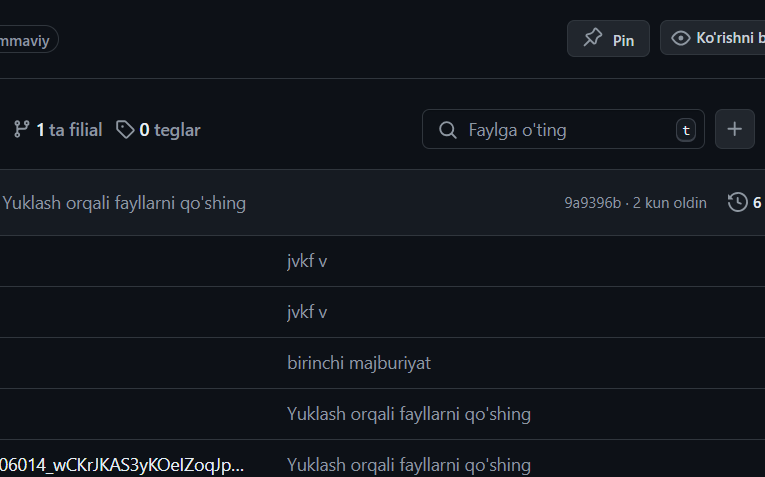 mmaviy
Pin
Ko'rishni b
1 ta filial
0 teglar
Faylga o'ting
t
Yuklash orqali fayllarni qo'shing
9a9396b · 2 kun oldin
6
jvkf v
jvkf v
birinchi majburiyat
Yuklash orqali fayllarni qo'shing
06014_wCKrJKAS3yKOelZoqJp...
Yuklash orqali fayllarni qo'shing